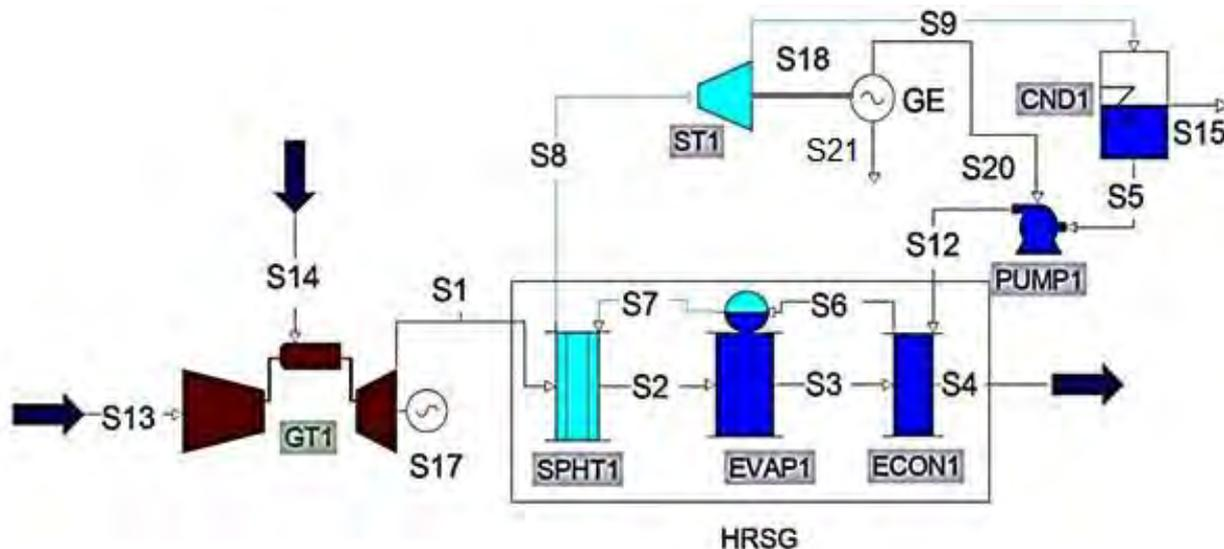 S9
S18
GE
CND1
S15
ST1
S8
S21
S20
S5
S12
PUMP1
S14
S1
S7
S6
S2
S3
S4
S13
GT1
S17
SPHT1
EVAP1
ECON1
HRSG